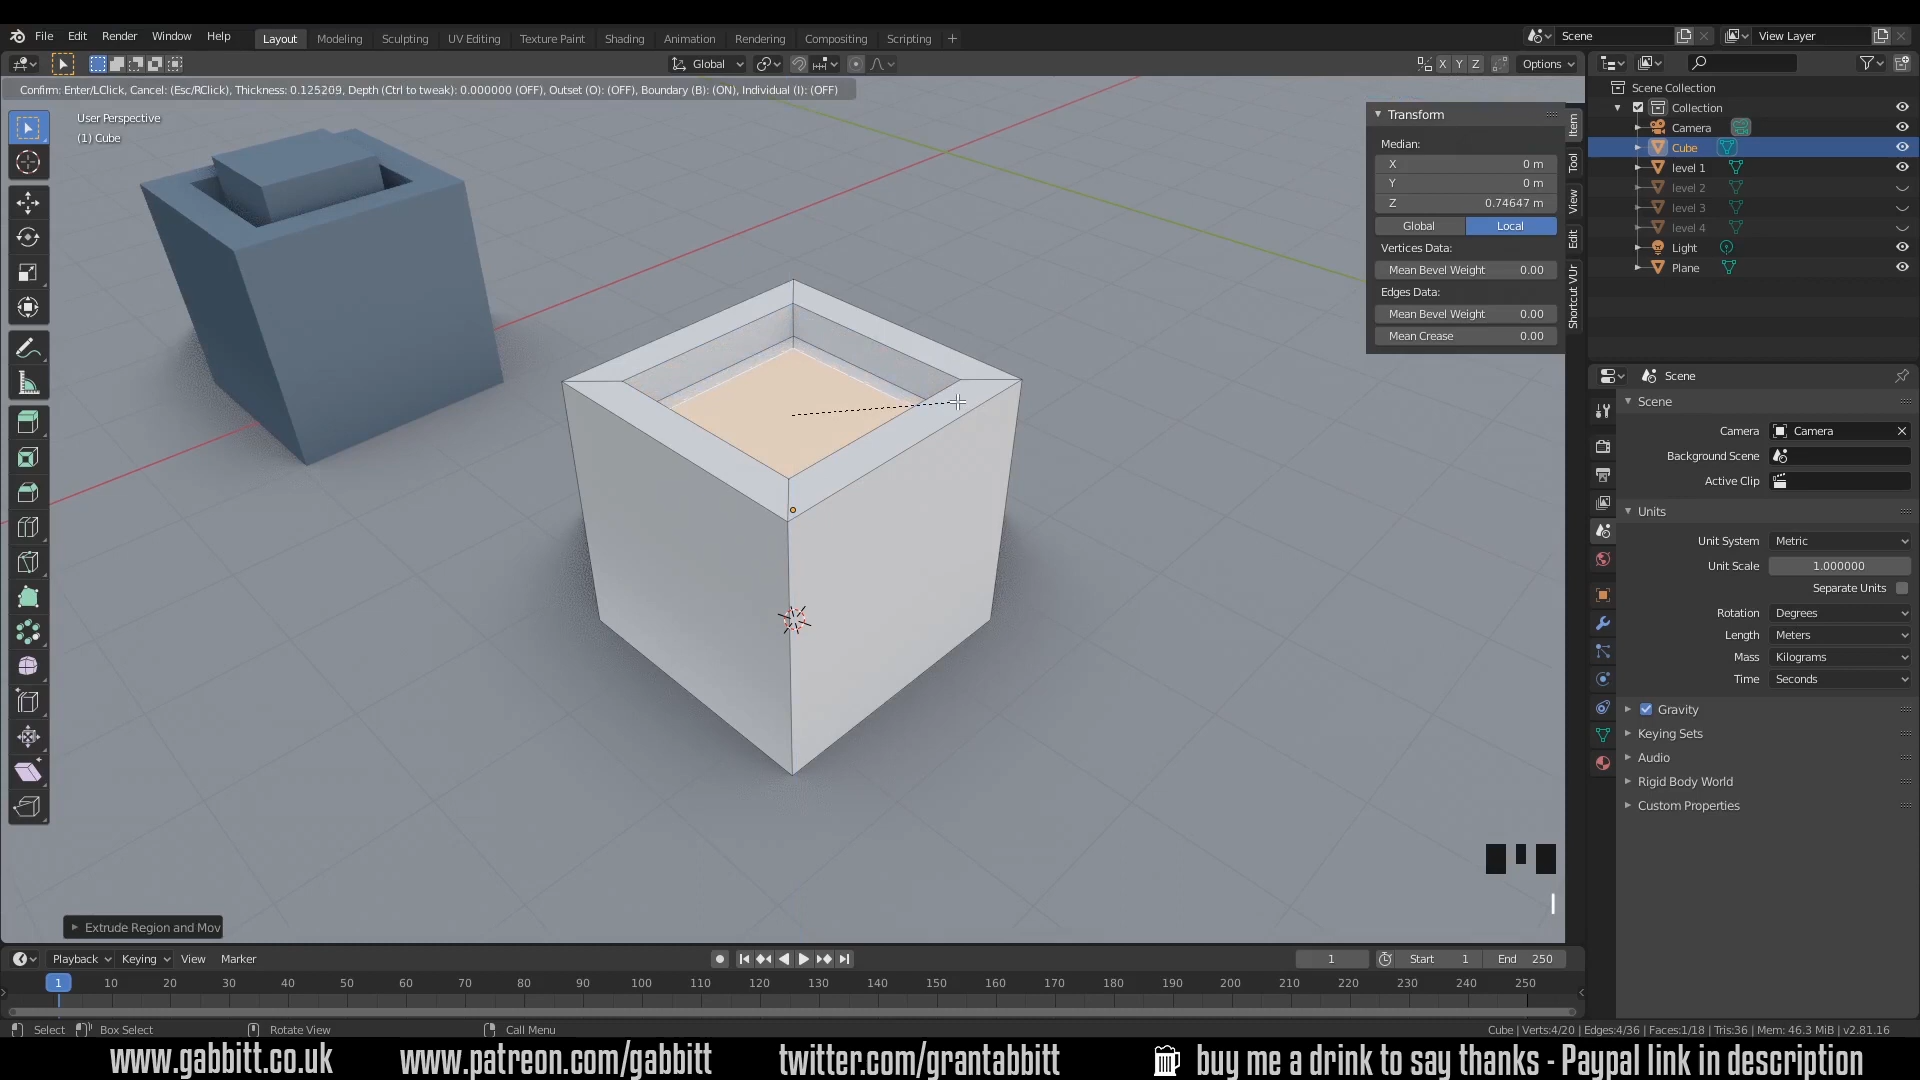 File Edit Render Window Help
Layout Modeling Sculpting UV Editing Texture Paint Shading Animation Rendering Compositing Scripting +
Scene
View Layer
Global
X Y Z
Options
Confirm: Enter/LClick, Cancel: (Esc/RClick), Thickness: 0.125209, Depth (Ctrl to tweak): 0.000000 (OFF), Outset (O): (OFF), Boundary (B): (ON), Individual (I): (OFF)
User Perspective
(1) Cube
Transform
Median:
X 0 m
Y 0 m
Z 0.74647 m
Global Local
Vertices Data:
Mean Bevel Weight 0.00
Edges Data:
Mean Bevel Weight 0.00
Mean Crease 0.00
Item
Tool
View
Edit
Shortcut VUr
Scene Collection
Collection
Camera
Cube
level 1
level 2
level 3
level 4
Light
Plane
Scene
Scene
Camera Camera
Background Scene
Active Clip
Units
Unit System Metric
Unit Scale 1.000000
Separate Units
Rotation Degrees
Length Meters
Mass Kilograms
Time Seconds
Gravity
Keying Sets
Audio
Rigid Body World
Custom Properties
I
Extrude Region and Mov
Playback Keying View Marker
1 Start 1 End 250
1 10 20 30 40 50 60 70 80 90 100 110 120 130 140 150 160 170 180 190 200 210 220 230 240 250
Select Box Select Rotate View Call Menu
Cube | Verts:4/20 | Edges:4/36 | Faces:1/18 | Tris:36 | Mem: 46.3 MiB | v2.81.16
www.gabbitt.co.uk www.patreon.com/gabbitt twitter.com/grantabbitt buy me a drink to say thanks - Paypal link in description